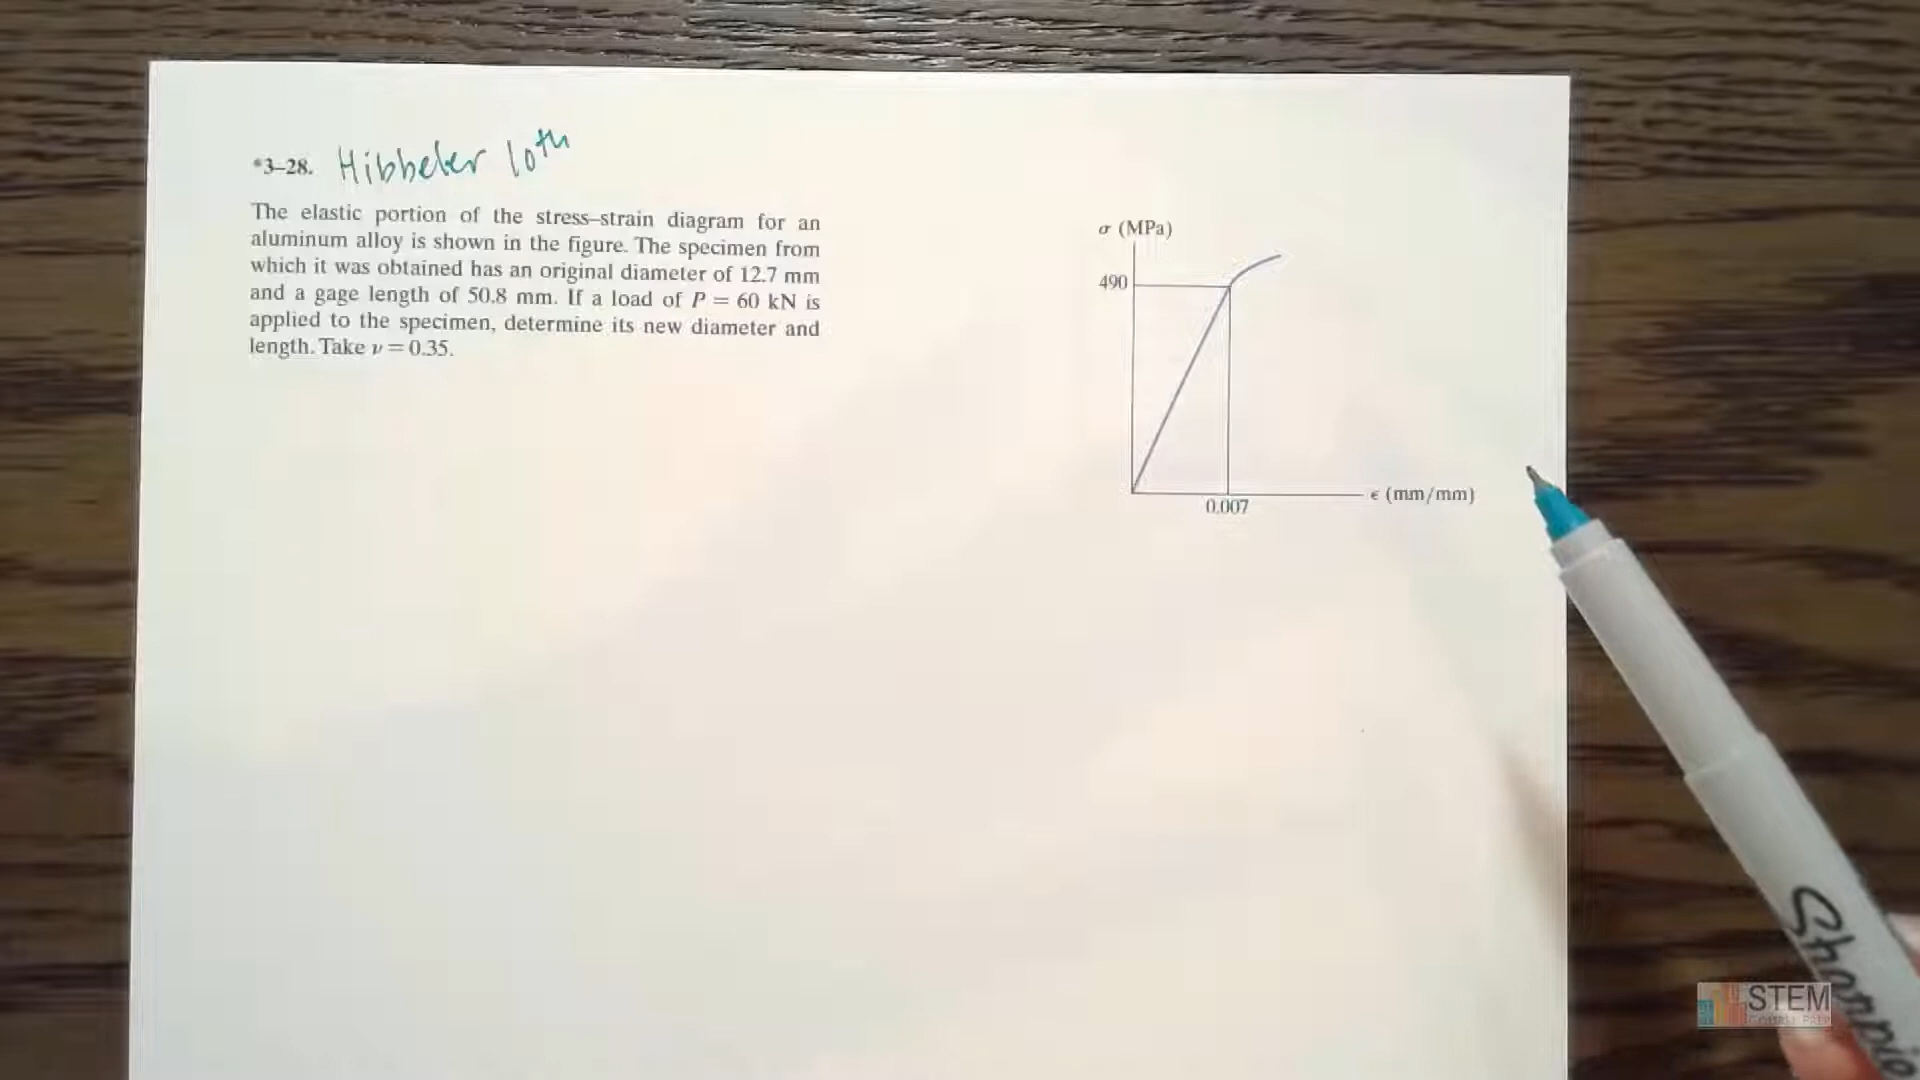 *3–28. Hibbeler 10th
The elastic portion of the stress–strain diagram for an
aluminum alloy is shown in the figure. The specimen from
which it was obtained has an original diameter of 12.7 mm
and a gage length of 50.8 mm. If a load of P = 60 kN is
applied to the specimen, determine its new diameter and
length. Take ν = 0.35.
σ (MPa)
490
0.007
ϵ (mm/mm)
Sharpie
STEM